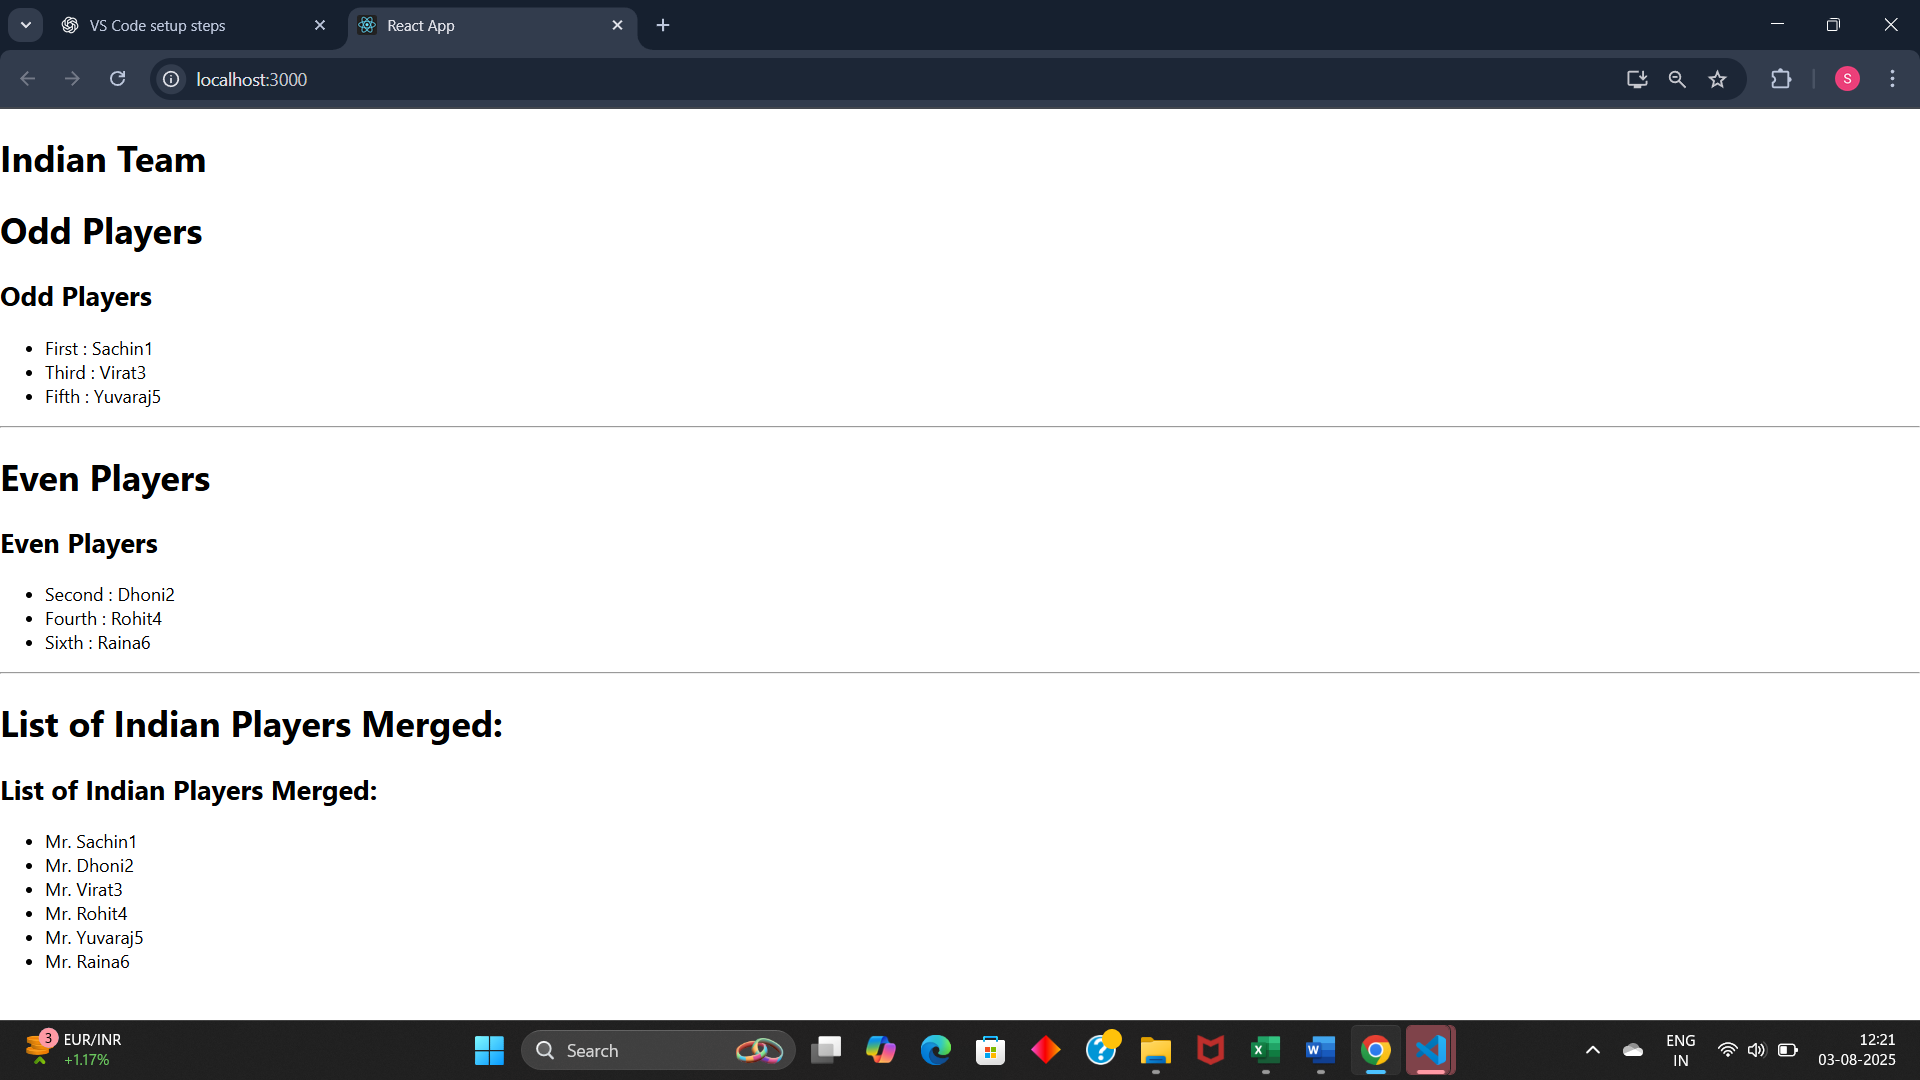 VS Code setup steps
React App
localhost:3000
S
Indian Team
Odd Players
Odd Players
First : Sachin1
Third : Virat3
Fifth : Yuvaraj5
Even Players
Even Players
Second : Dhoni2
Fourth : Rohit4
Sixth : Raina6
List of Indian Players Merged:
List of Indian Players Merged:
Mr. Sachin1
Mr. Dhoni2
Mr. Virat3
Mr. Rohit4
Mr. Yuvaraj5
Mr. Raina6
3
EUR/INR
+1.17%
Search
ENG
IN
12:21
03-08-2025